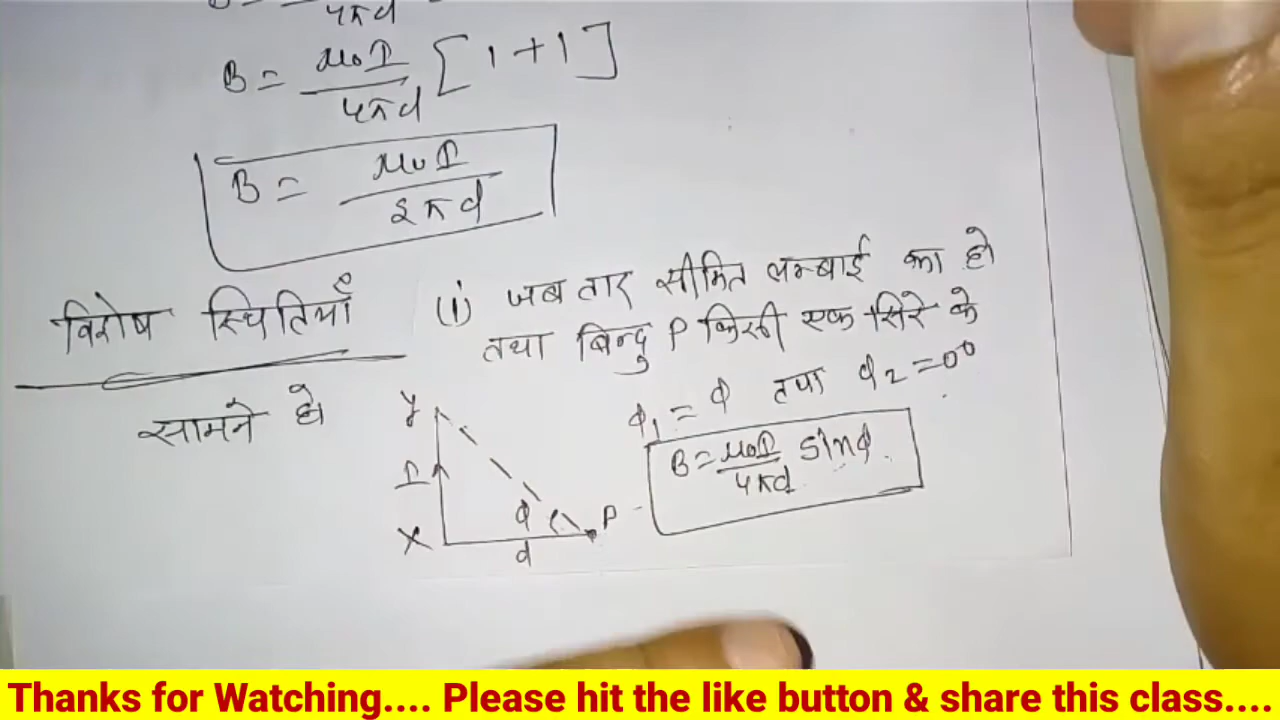 4πd
B = μ₀I/4πd [1+1]
B = μ₀I/2πd
विशेष स्थितियाँ (i) जब तार सीमित लम्बाई का हो
तथा बिन्दु P किसी एक सिरे के
सामने हो
ϕ₁ = ϕ तथा ϕ₂ = 0°
B = μ₀I/4πd sinϕ
Y
I
X
ϕ
d
P
Thanks for Watching.... Please hit the like button & share this class....